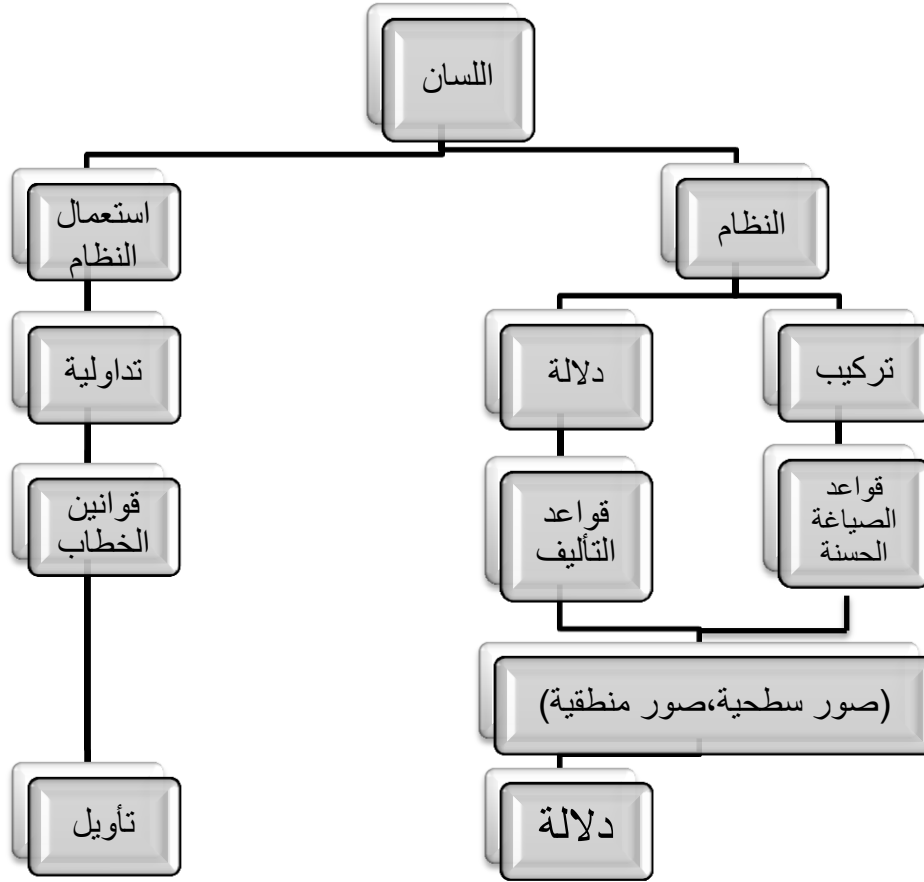 اللسان
النظام
استعمال
النظام
تركيب
دلالة
تداولية
قواعد
الصياغة
الحسنة
قواعد
التأليف
قوانين
الخطاب
(صور سطحية،صور منطقية)
دلالة
تأويل